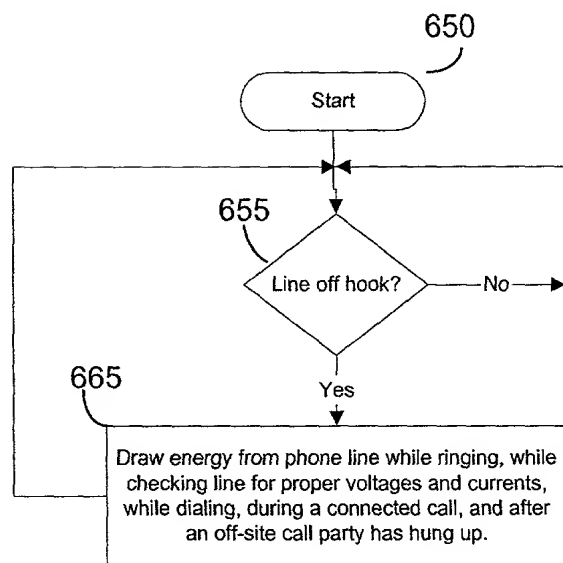 650
Start
655
Line off hook?
No
Yes
665
Draw energy from phone line while ringing, while
checking line for proper voltages and currents,
while dialing, during a connected call, and after
an off-site call party has hung up.